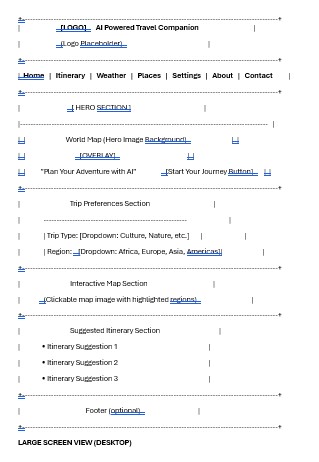 +----------------------------------------------------------------+
| [LOGO] AI Powered Travel Companion |
| (Logo Placeholder) |
| Home | Itinerary | Weather | Places | Settings | About | Contact |
+----------------------------------------------------------------+
| [ HERO SECTION ] |
|----------------------------------------------------------------|
| | World Map (Hero Image Background) | |
| | [OVERLAY] | |
| | "Plan Your Adventure with AI" [Start Your Journey Button] | |
+----------------------------------------------------------------+
| Trip Preferences Section |
| ------------------------------------------------ |
| | Trip Type: [Dropdown: Culture, Nature, etc.] | |
| | Region: [Dropdown: Africa, Europe, Asia, Americas]| |
+----------------------------------------------------------------+
| Interactive Map Section |
| (Clickable map image with highlighted regions) |
+----------------------------------------------------------------+
| Suggested Itinerary Section |
| • Itinerary Suggestion 1 |
| • Itinerary Suggestion 2 |
| • Itinerary Suggestion 3 |
+----------------------------------------------------------------+
| Footer (optional) |
+----------------------------------------------------------------+
LARGE SCREEN VIEW (DESKTOP)